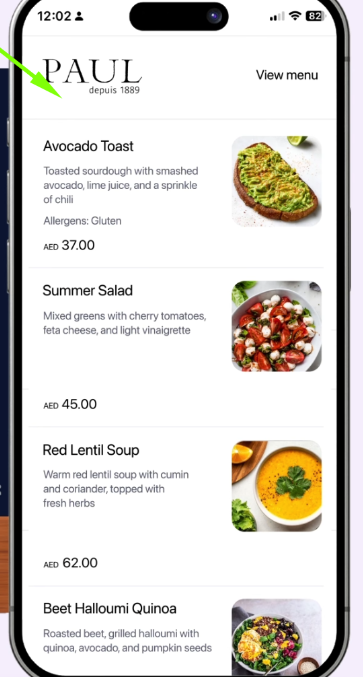 12:02
82
PAUL
depuis 1889
View menu
Avocado Toast
Toasted sourdough with smashed
avocado, lime juice, and a sprinkle
of chili
Allergens: Gluten
AED 37.00
Summer Salad
Mixed greens with cherry tomatoes,
feta cheese, and light vinaigrette
AED 45.00
Red Lentil Soup
Warm red lentil soup with cumin
and coriander, topped with
fresh herbs
AED 62.00
Beet Halloumi Quinoa
Roasted beet, grilled halloumi with
quinoa, avocado, and pumpkin seeds